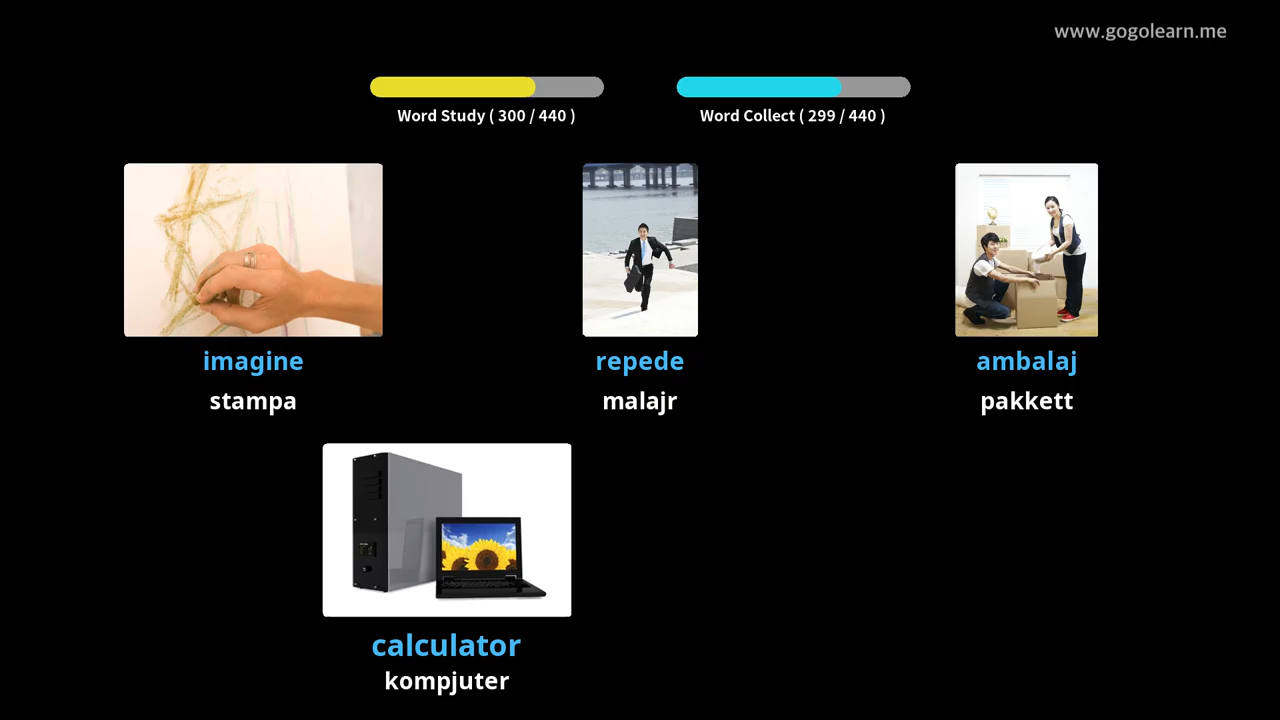 www.gogolearn.me
Word Study ( 300 / 440 )
Word Collect ( 299 / 440 )
imagine
repede
ambalaj
stampa
malajr
pakkett
calculator
kompjuter